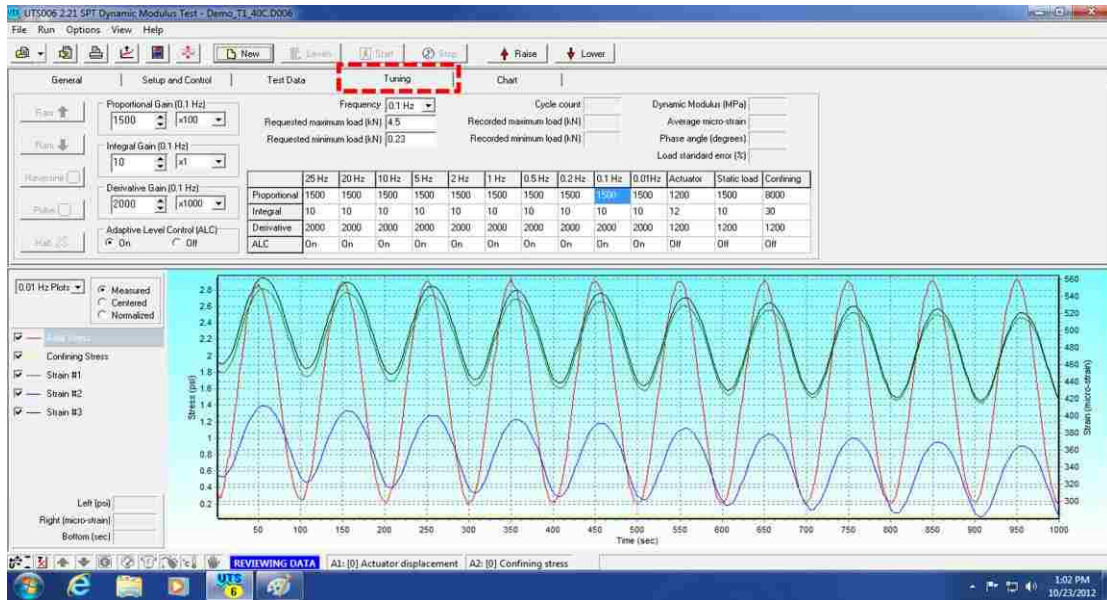 UTS006 2.21 SPT Dynamic Modulus Test - Demo_T1_40C.D006
File Run Options View Help
New Levels Start Stop Raise Lower
General Setup and Control Test Data Tuning Chart
Ram
Ram
Waveform
Pulse
Halt
Proportional Gain (0.1 Hz)
1500 x100
Integral Gain (0.1 Hz)
10 x1
Derivative Gain (0.1 Hz)
2000 x1000
Adaptive Level Control (ALC)
On Off
Frequency 0.1 Hz
Requested maximum load (kN) 4.5
Requested minimum load (kN) 0.23
Cycle count
Recorded maximum load (kN)
Recorded minimum load (kN)
Dynamic Modulus (MPa)
Average micro-strain
Phase angle (degrees)
Load standard error (%)
25 Hz 20 Hz 10 Hz 5 Hz 2 Hz 1 Hz 0.5 Hz 0.2 Hz 0.1 Hz 0.01Hz Actuator Static load Confining
Proportional 1500 1500 1500 1500 1500 1500 1500 1500 1500 1500 1200 1500 8000
Integral 10 10 10 10 10 10 10 10 10 10 12 10 30
Derivative 2000 2000 2000 2000 2000 2000 2000 2000 2000 2000 1200 1200 1200
ALC On On On On On On On On On On Off Off Off
0.01 Hz Plots
Measured
Centered
Normalized
Axial Stress
Confining Stress
Strain #1
Strain #2
Strain #3
Left (psi)
Right (micro-strain)
Bottom (sec)
Stress (psi)
2.8
2.6
2.4
2.2
2
1.8
1.6
1.4
1.2
1
0.8
0.6
0.4
0.2
50 100 150 200 250 300 350 400 450 500 550 600 650 700 750 800 850 900 950 1000
Time (sec)
560
540
520
500
480
460
440
420
400
380
360
340
320
300
Strain (micro-strain)
REVIEWING DATA A1: [0] Actuator displacement A2: [0] Confining stress
UTS
6
1:02 PM
10/23/2012